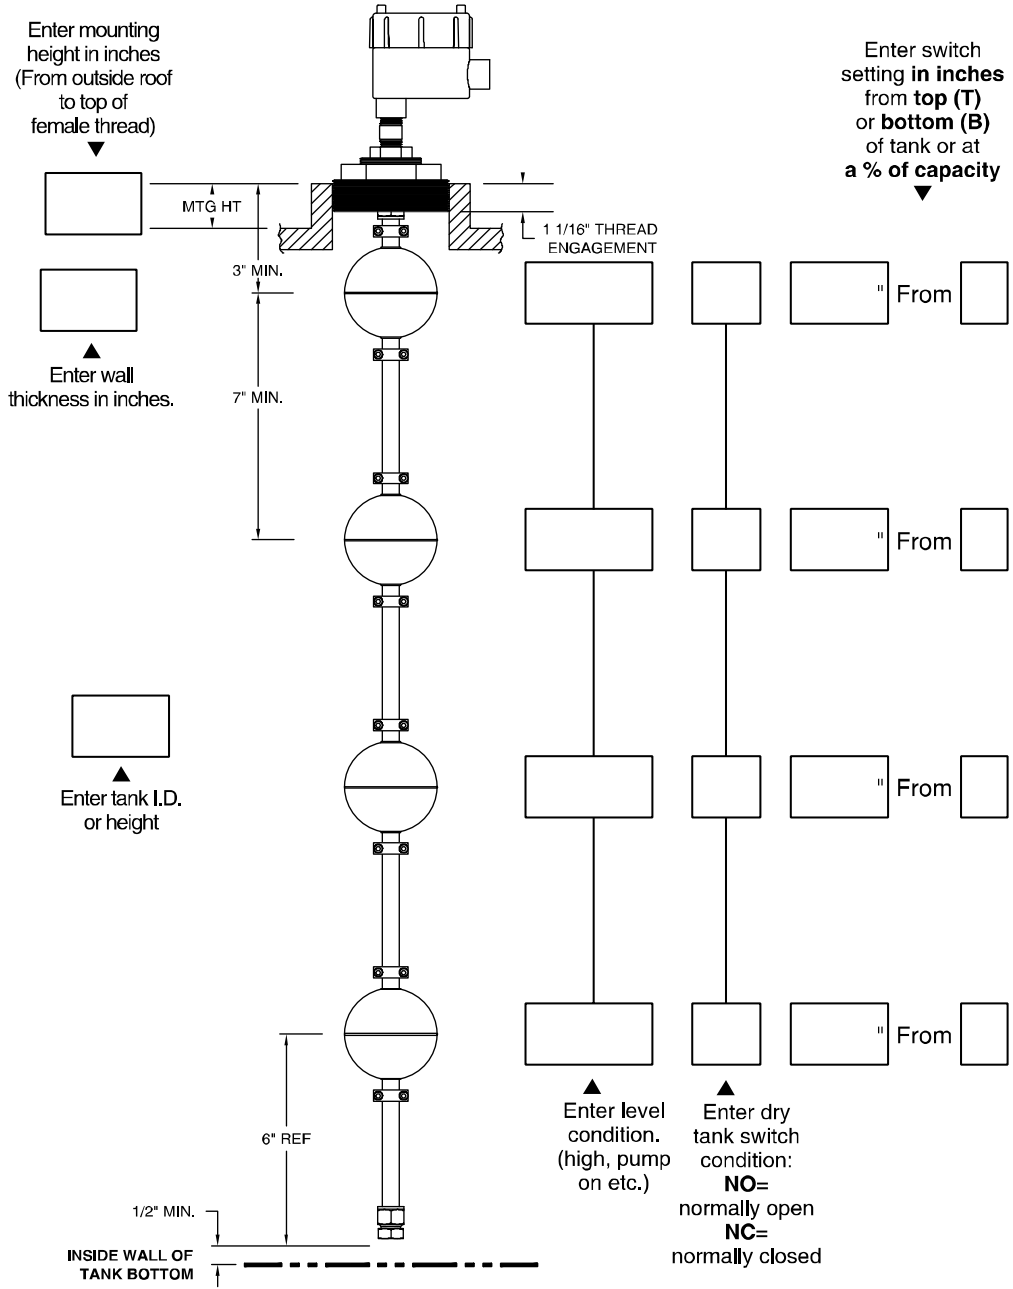 Enter mounting
height in inches
(From outside roof
to top of
female thread)
Enter switch
setting in inches
from top (T)
or bottom (B)
of tank or at
a % of capacity
MTG HT
1 1/16" THREAD
ENGAGEMENT
3" MIN.
" From
Enter wall
thickness in inches.
7" MIN.
" From
Enter tank I.D.
or height
" From
" From
6" REF
Enter level
condition.
(high, pump
on etc.)
Enter dry
tank switch
condition:
NO=
normally open
NC=
normally closed
1/2" MIN.
INSIDE WALL OF
TANK BOTTOM